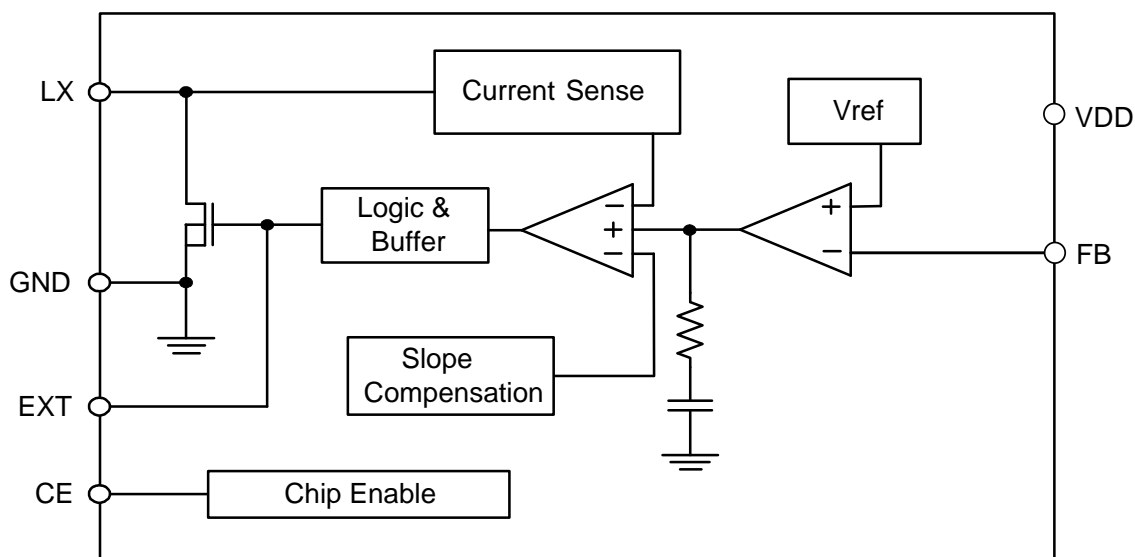 LX
Current Sense
Vref
VDD
Logic &
Buffer
−
+
−
+
−
FB
GND
Slope
Compensation
EXT
CE
Chip Enable